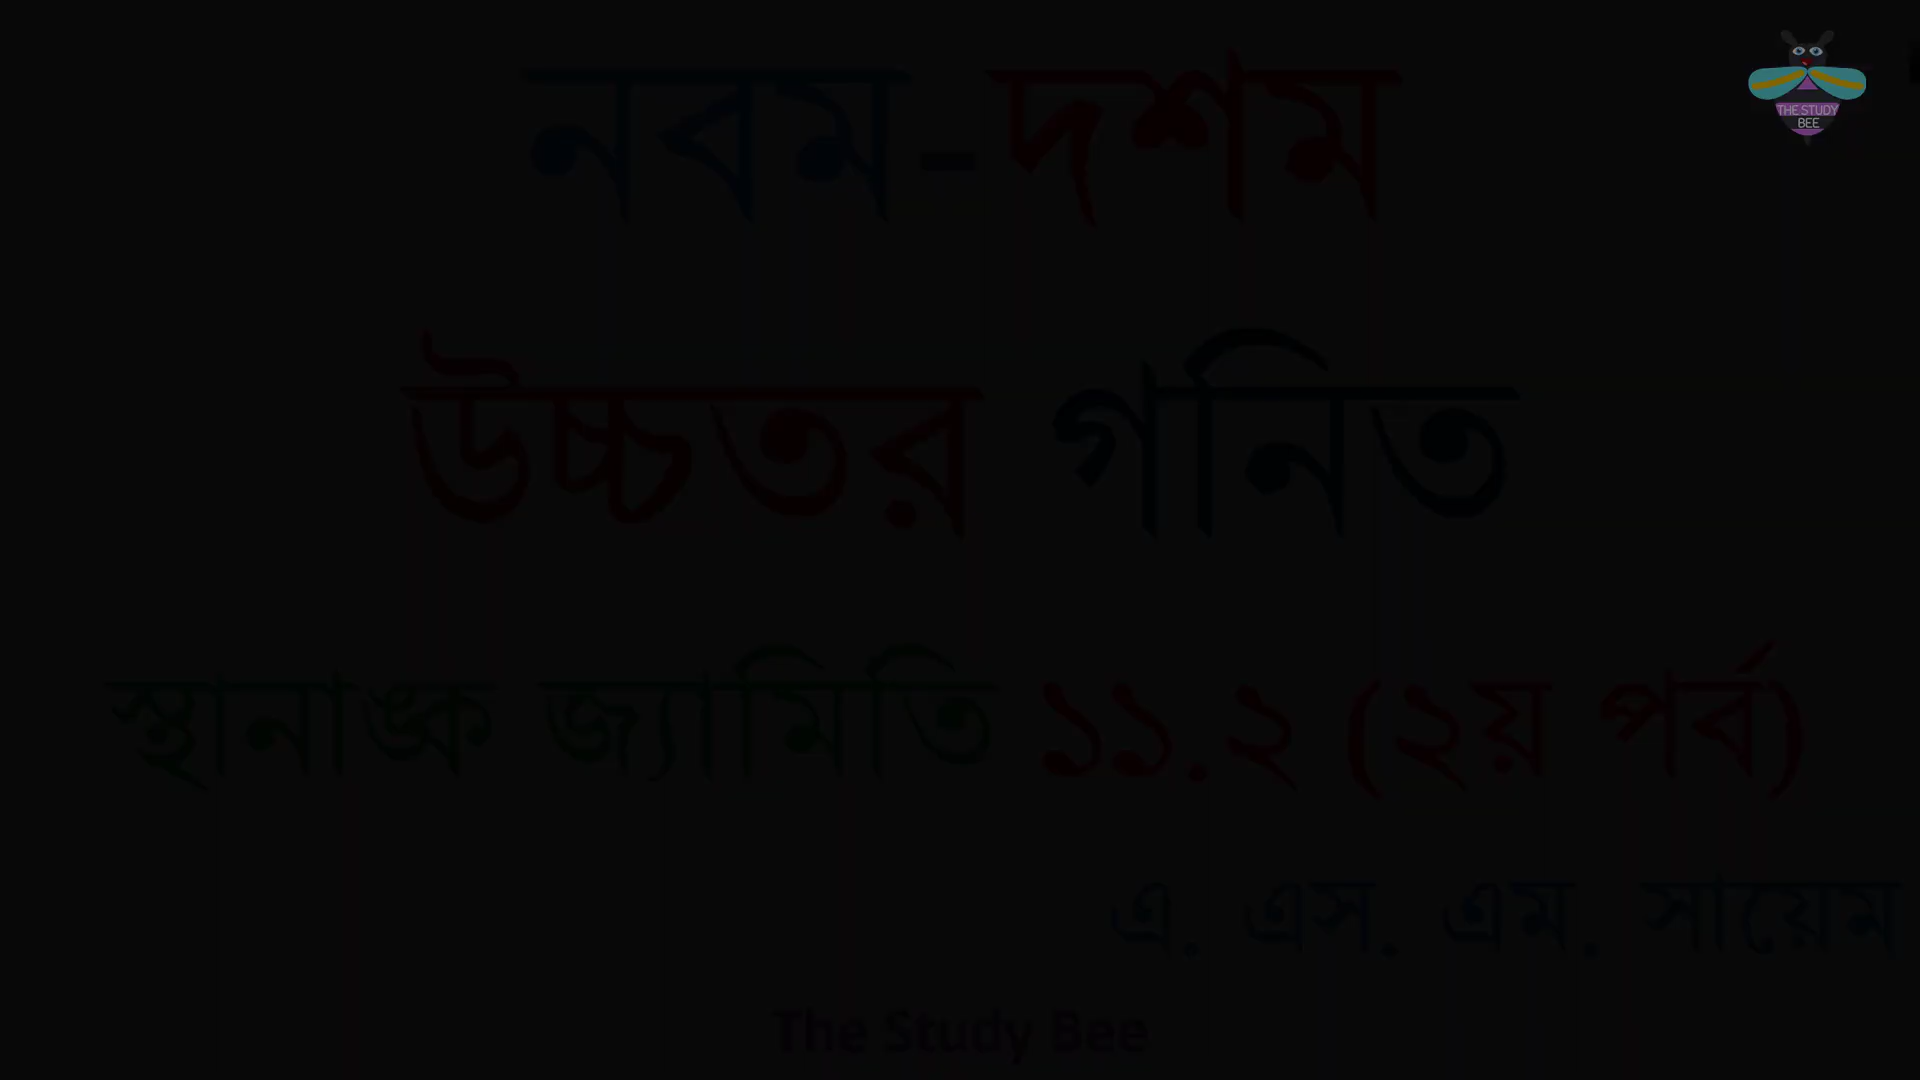 নবম-দশম
উচ্চতর গনিত
স্থানাঙ্ক জ্যামিতি ১১.২ (২য় পর্ব)
এ. এস. এম. সায়েম
The Study Bee
THE STUDY
BEE